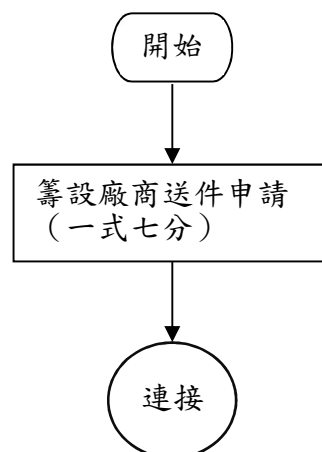 開始
籌設廠商送件申請
（一式七分）
連接